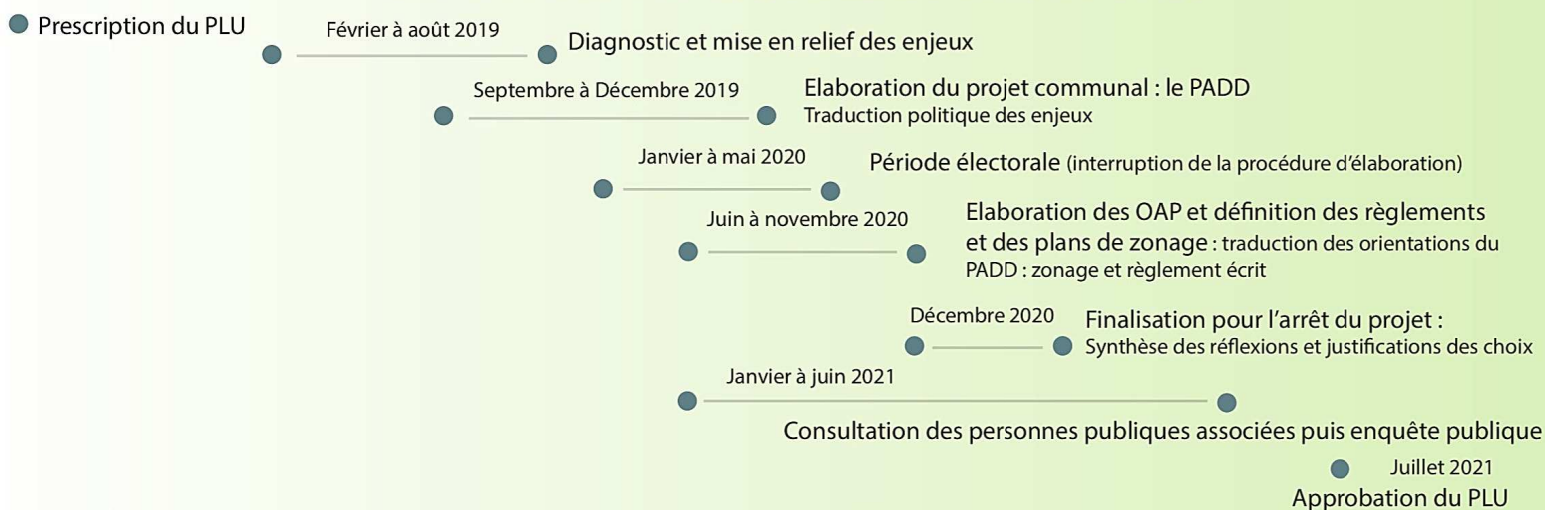 Prescription du PLU
Février à août 2019
Diagnostic et mise en relief des enjeux
Septembre à Décembre 2019
Elaboration du projet communal : le PADD
Traduction politique des enjeux
Janvier à mai 2020
Période électorale (interruption de la procédure d'élaboration)
Juin à novembre 2020
Elaboration des OAP et définition des règlements
et des plans de zonage : traduction des orientations du
PADD : zonage et règlement écrit
Décembre 2020
Finalisation pour l'arrêt du projet :
Synthèse des réflexions et justifications des choix
Janvier à juin 2021
Consultation des personnes publiques associées puis enquête publique
Juillet 2021
Approbation du PLU